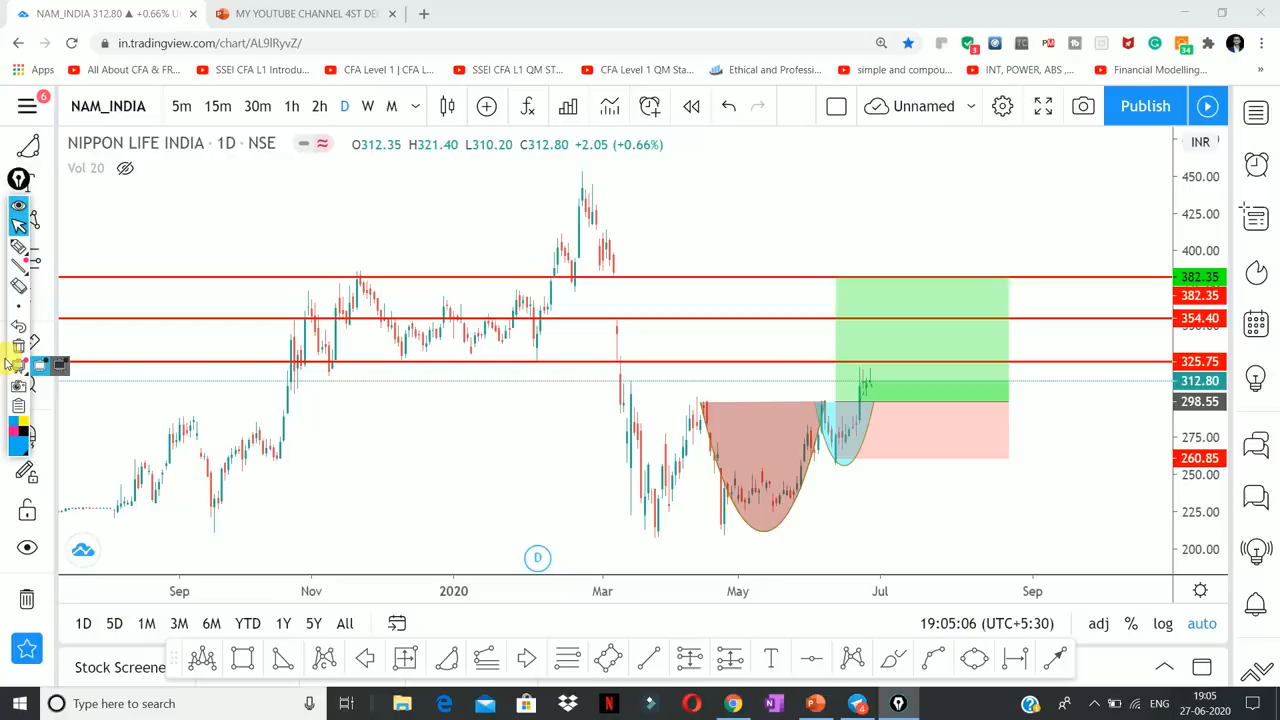 NAM_INDIA 312.80 ▲ +0.66% U
MY YOUTUBE CHANNEL 4ST DE
in.tradingview.com/chart/AL9lRyvZ/
3
34
Apps
All About CFA & FR...
SSEI CFA L1 Introdu...
CFA Level 1 | CFA L...
SSEI CFA L1 QM ST...
CFA Level 1 QM Sta...
Ethical and Profesi...
simple and compou...
INT, POWER, ABS ,...
Financial Modelling...
»
6
NAM_INDIA
5m 15m 30m 1h 2h D W M
Unnamed
Publish
NIPPON LIFE INDIA · 1D · NSE
O312.35 H321.40 L310.20 C312.80 +2.05 (+0.66%)
INR
Vol 20
450.00
425.00
400.00
382.35
382.35
354.40
325.75
312.80
298.55
275.00
260.85
250.00
225.00
200.00
D
Sep Nov 2020 Mar May Jul Sep
1D 5D 1M 3M 6M YTD 1Y 5Y All
19:05:06 (UTC+5:30)
adj % log auto
Stock Screene
Type here to search
ENG
19:05
27-06-2020